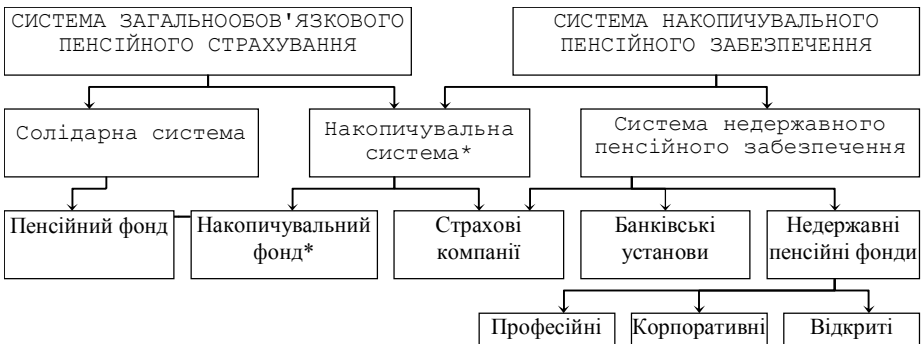 СИСТЕМА ЗАГАЛЬНООБОВ'ЯЗКОВОГО
ПЕНСІЙНОГО СТРАХУВАННЯ
СИСТЕМА НАКОПИЧУВАЛЬНОГО
ПЕНСІЙНОГО ЗАБЕЗПЕЧЕННЯ
Солідарна система
Накопичувальна
система*
Система недержавного
пенсійного забезпечення
Пенсійний фонд
Накопичувальний
фонд*
Страхові
компанії
Банківські
установи
Недержавні
пенсійні фонди
Професійні
Корпоративні
Відкриті